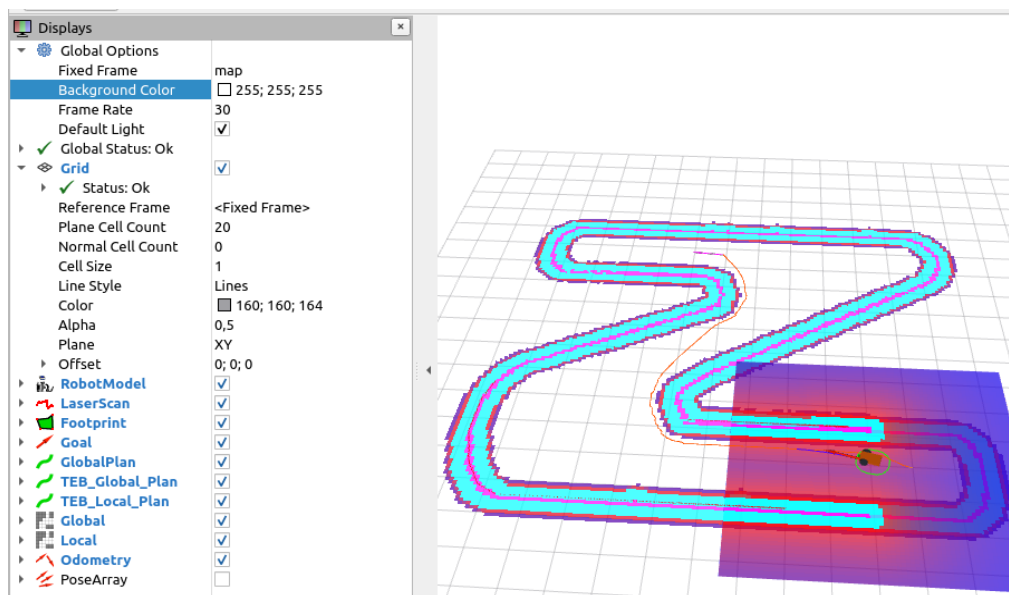 Displays
Global Options
Fixed Frame map
Background Color 255; 255; 255
Frame Rate 30
Default Light
Global Status: Ok
Grid
Status: Ok
Reference Frame <Fixed Frame>
Plane Cell Count 20
Normal Cell Count 0
Cell Size 1
Line Style Lines
Color 160; 160; 164
Alpha 0,5
Plane XY
Offset 0; 0; 0
RobotModel
LaserScan
Footprint
Goal
GlobalPlan
TEB_Global_Plan
TEB_Local_Plan
Global
Local
Odometry
PoseArray